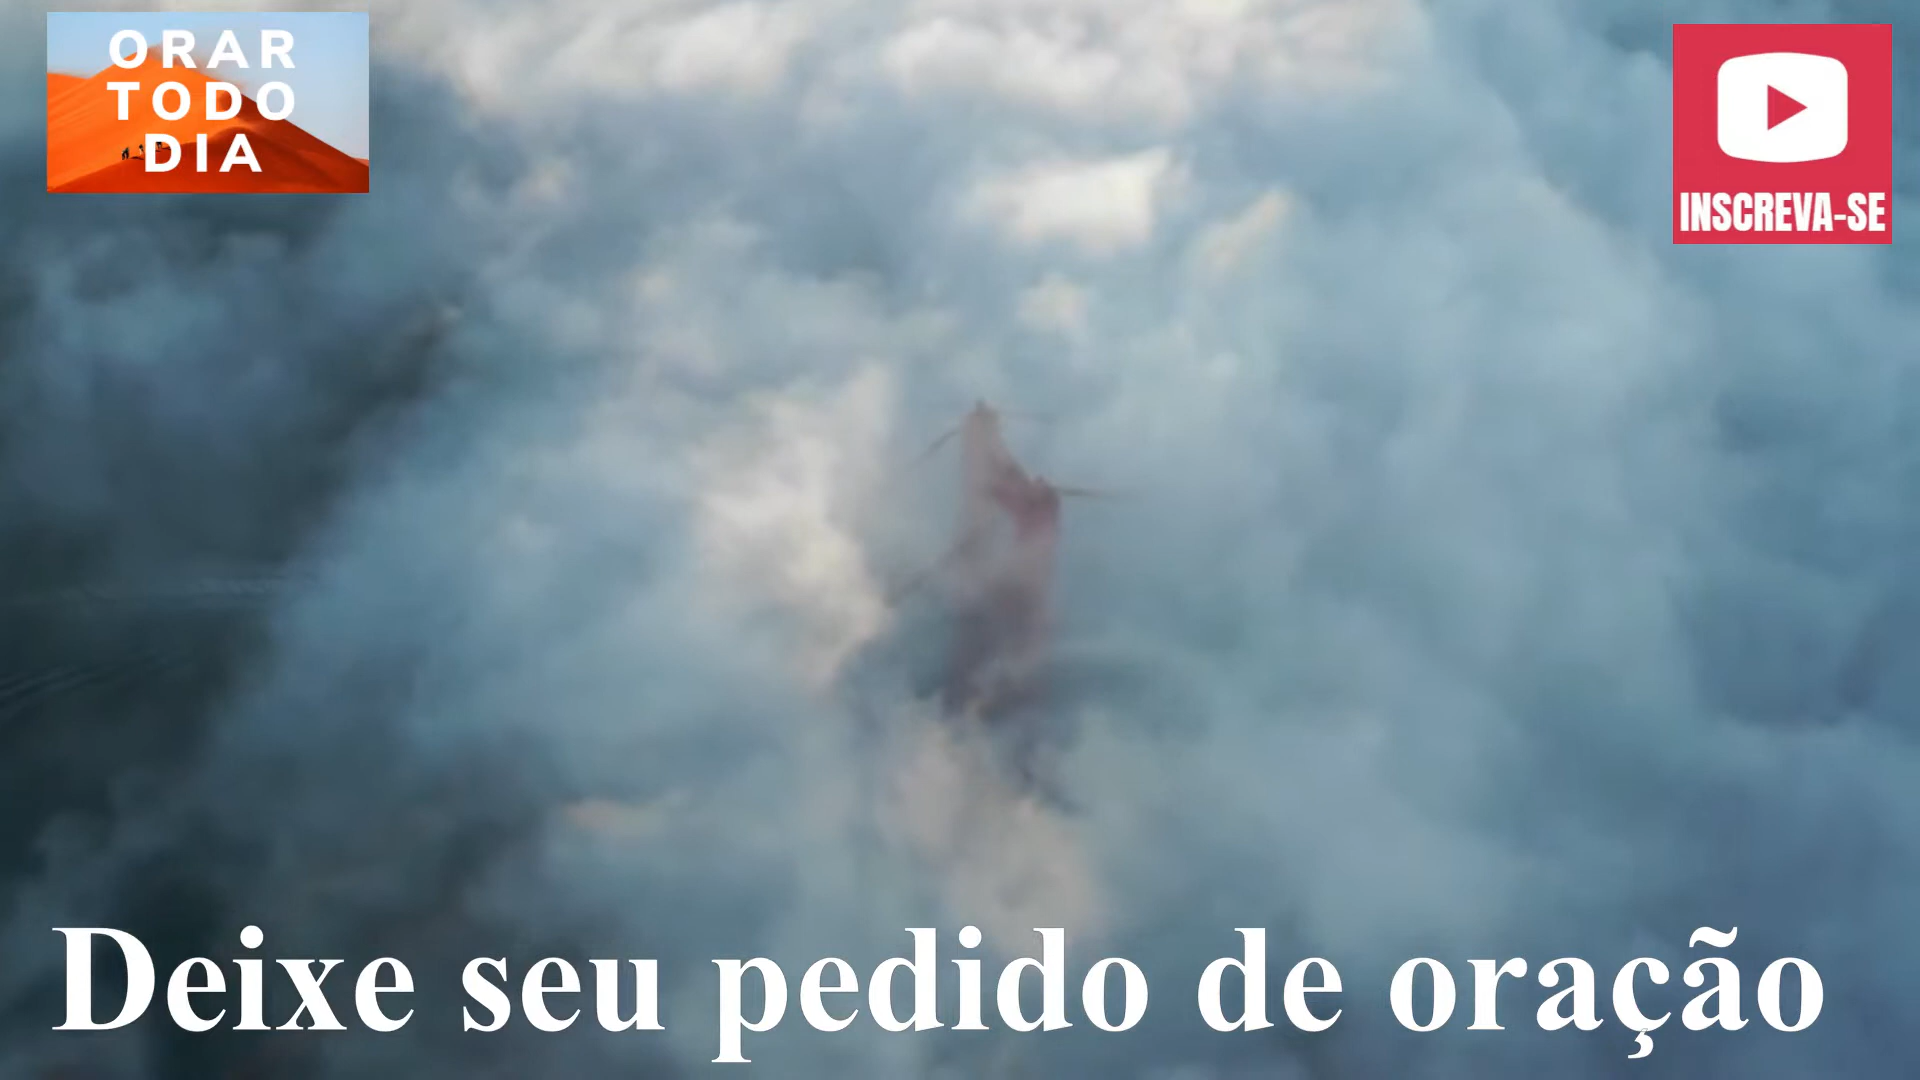 ORAR
TODO
DIA
INSCREVA-SE
Deixe seu pedido de oração